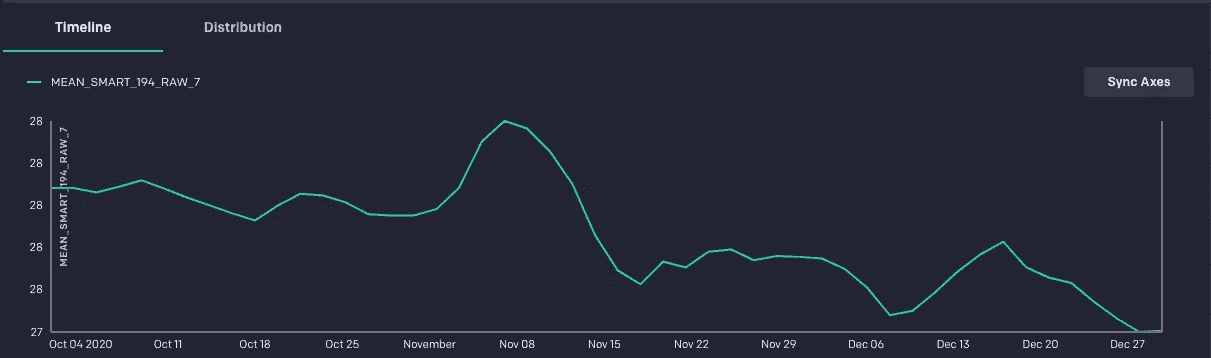 Timeline Distribution
MEAN_SMART_194_RAW_7
Sync Axes
28
28
28
28
28
27
MEAN_SMART_194_RAW_7
Oct 04 2020 Oct 11 Oct 18 Oct 25 November Nov 08 Nov 15 Nov 22 Nov 29 Dec 06 Dec 13 Dec 20 Dec 27